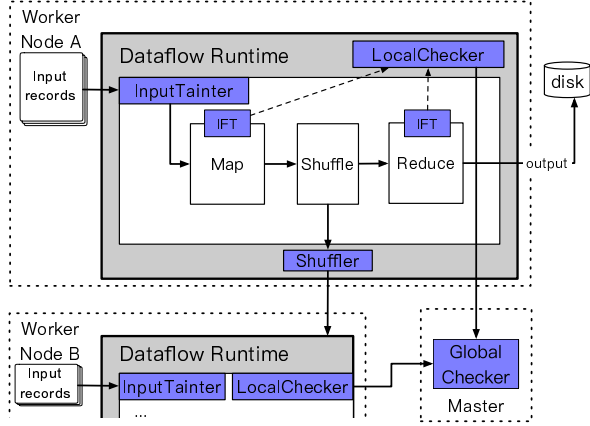 Worker
Node A
Input
records
Dataflow Runtime
LocalChecker
InputTainter
IFT
IFT
Map
Shuffle
Reduce
disk
output
Shuffler
Worker
Node B
Input
records
Dataflow Runtime
InputTainter
LocalChecker
...
Global
Checker
Master